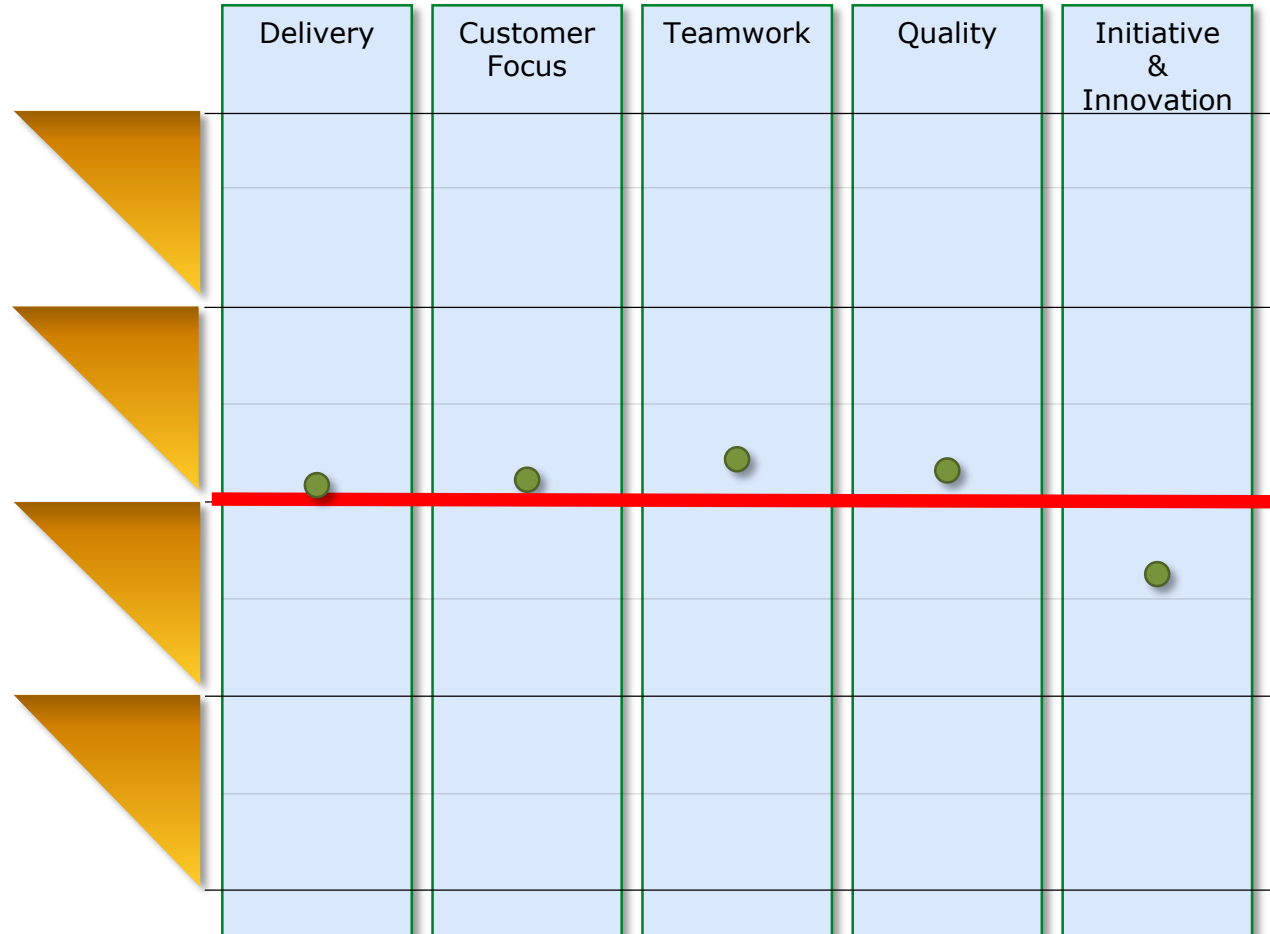 Delivery
Customer
Focus
Teamwork
Quality
Initiative
&
Innovation